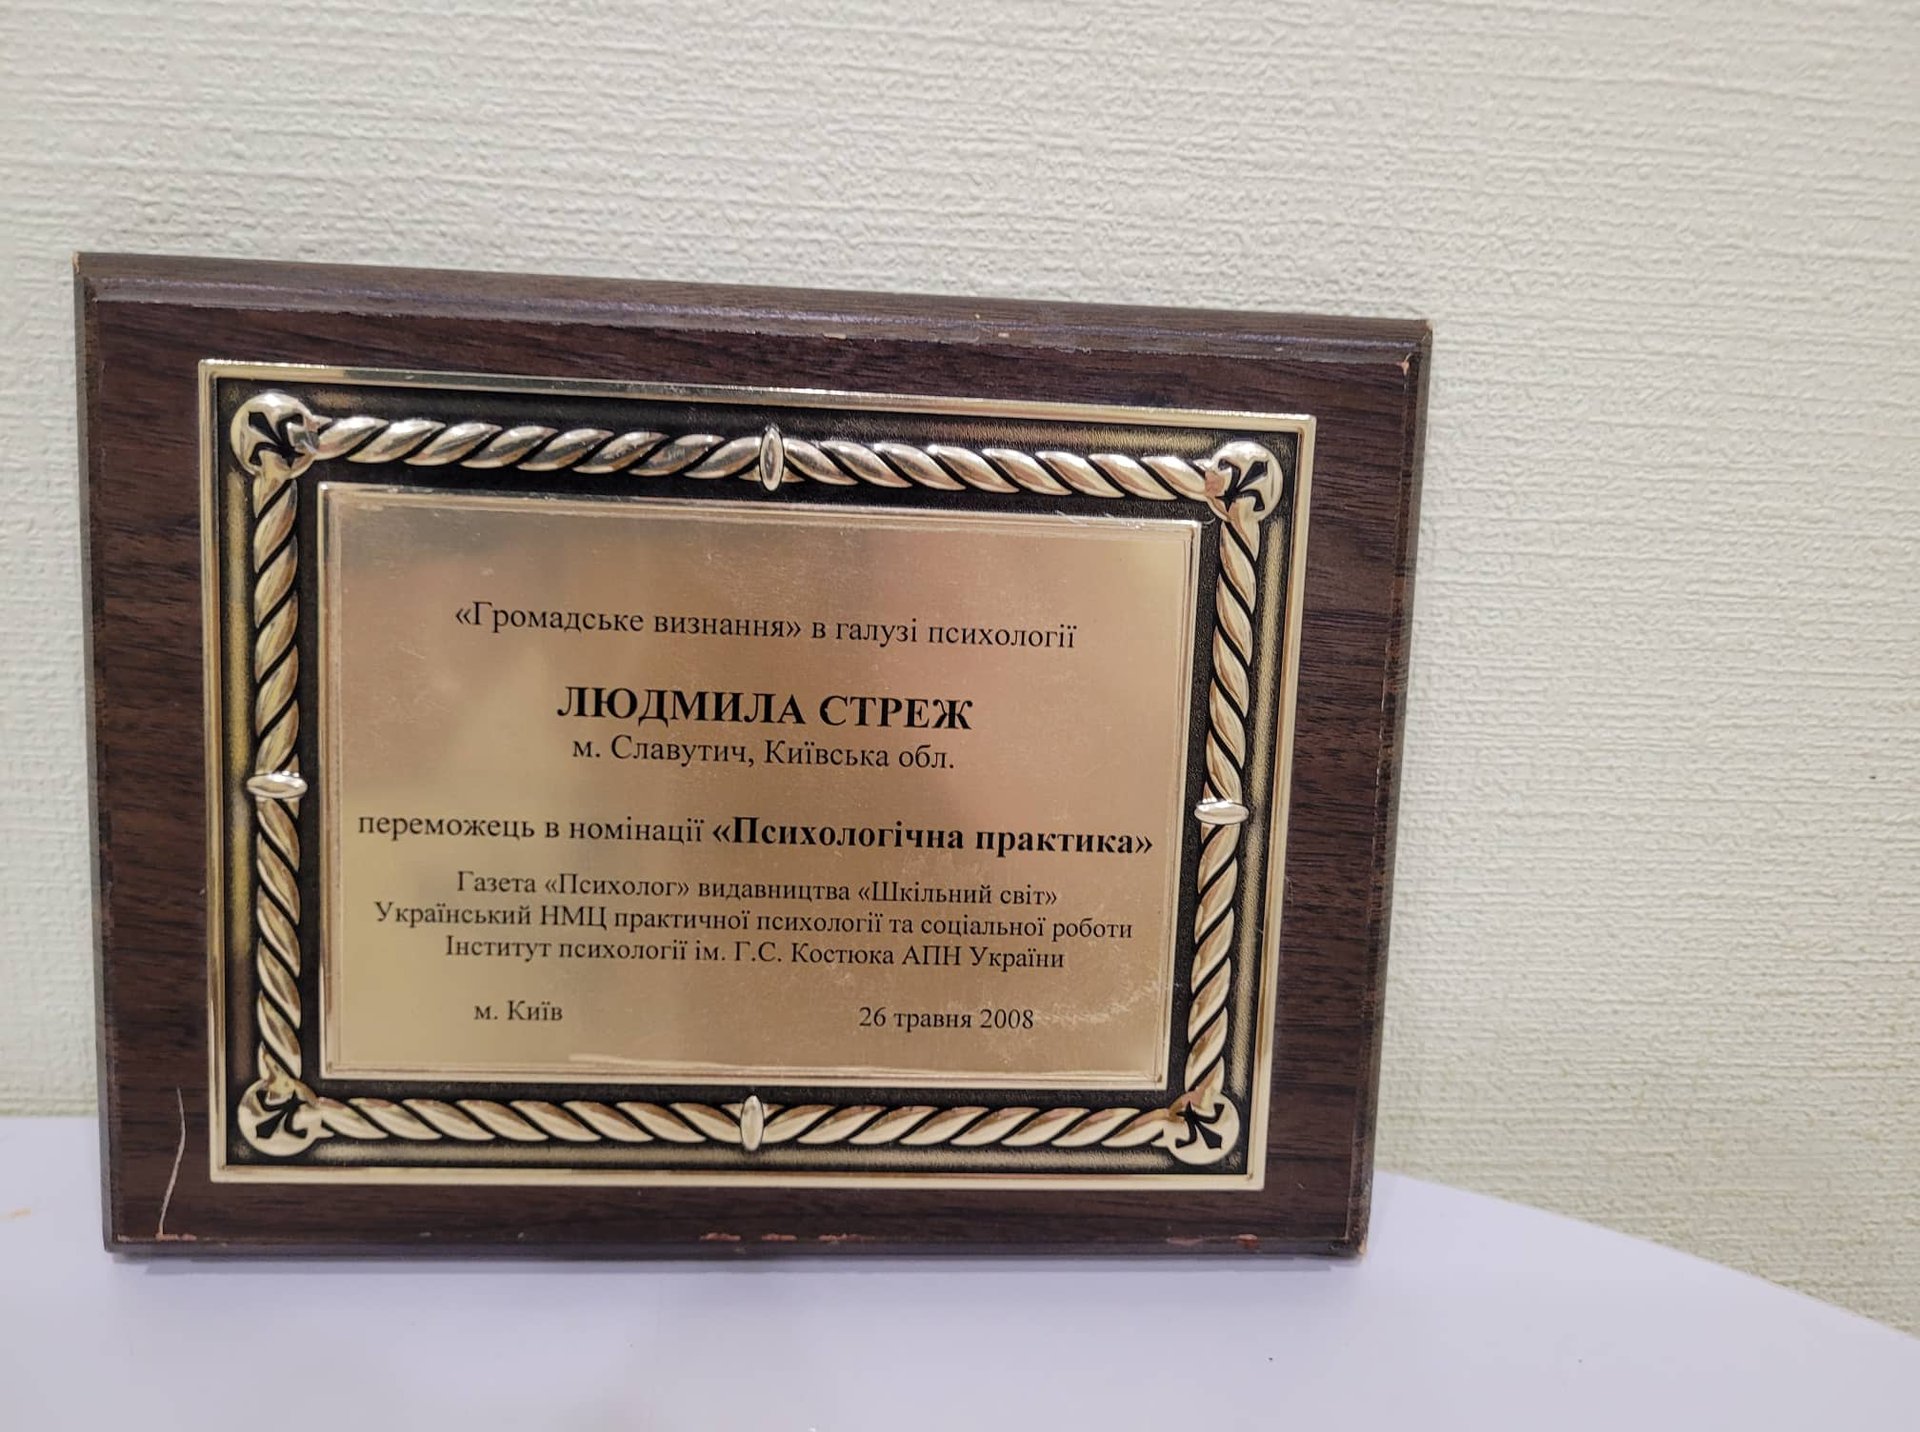 «Громадське визнання» в галузі психології
ЛЮДМИЛА СТРЕЖ
м. Славутич, Київська обл.
переможець в номінації «Психологічна практика»
Газета «Психолог» видавництва «Шкільний світ»
Український НМЦ практичної психології та соціальної роботи
Інститут психології ім. Г.С. Костюка АПН України
м. Київ 26 травня 2008